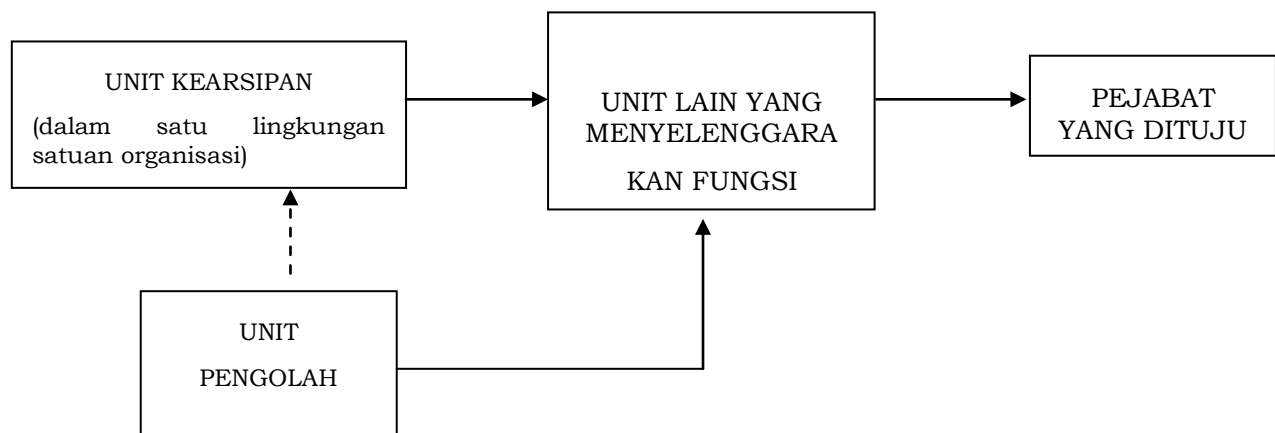 UNIT KEARSIPAN
(dalam satu lingkungan
satuan organisasi)
UNIT LAIN YANG
MENYELENGGARA
KAN FUNGSI
PEJABAT
YANG DITUJU
UNIT
PENGOLAH